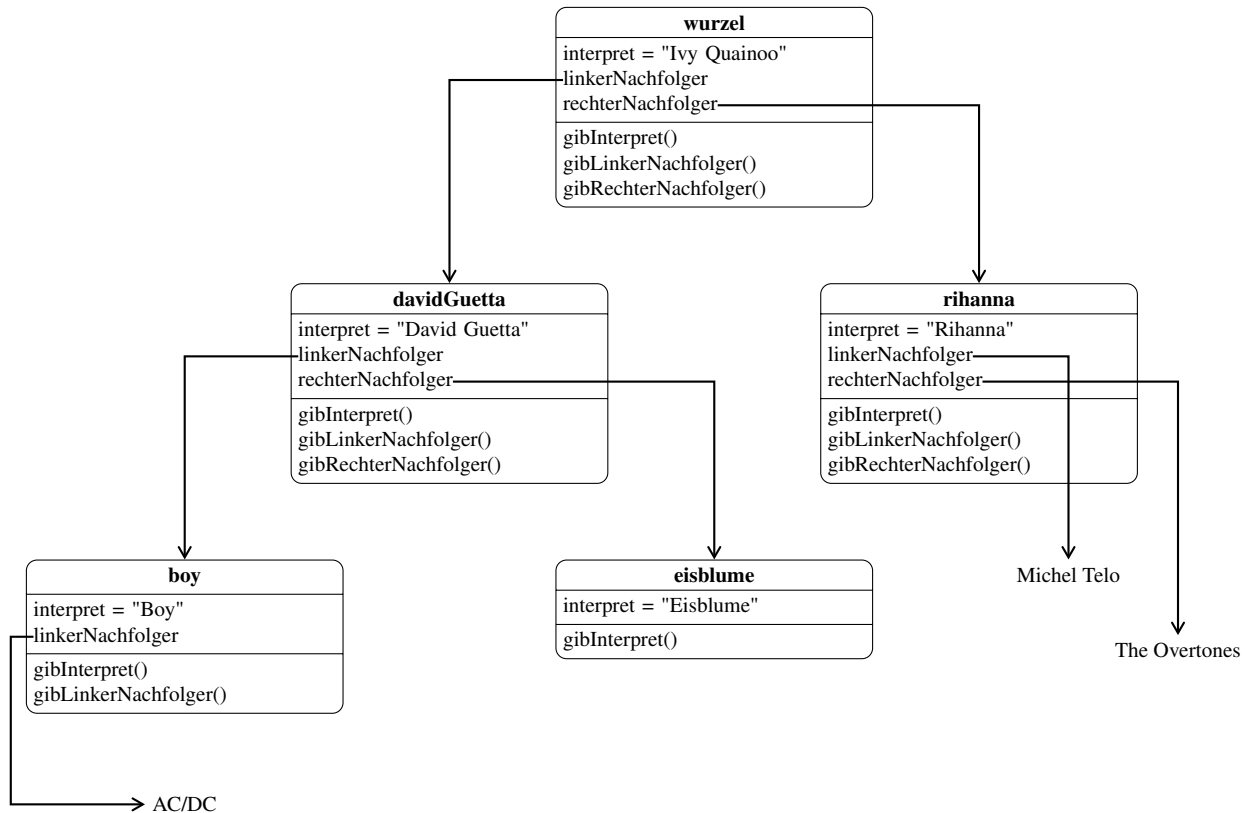 wurzel
interpret = "Ivy Quainoo"
linkerNachfolger
rechterNachfolger
gibInterpret()
gibLinkerNachfolger()
gibRechterNachfolger()
davidGuetta
interpret = "David Guetta"
linkerNachfolger
rechterNachfolger
gibInterpret()
gibLinkerNachfolger()
gibRechterNachfolger()
rihanna
interpret = "Rihanna"
linkerNachfolger
rechterNachfolger
gibInterpret()
gibLinkerNachfolger()
gibRechterNachfolger()
boy
interpret = "Boy"
linkerNachfolger
gibInterpret()
gibLinkerNachfolger()
eisblume
interpret = "Eisblume"
gibInterpret()
Michel Telo
The Overtones
AC/DC